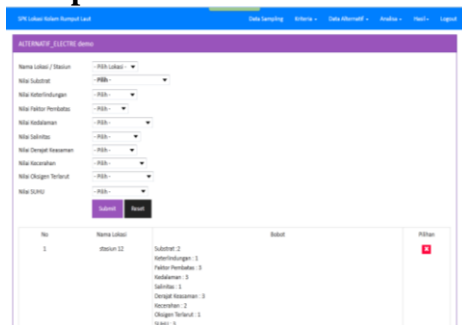 SPK Lokasi Kolam Rumput Laut Data Sampling Kriteria Data Alternatif Analisa Hasil Logout
ALTERNATIF_ELECTRE demo
Nama Lokasi / Stasiun - Pilih Lokasi -
Nilai Substrat - Pilih -
Nilai Keterlindungan - Pilih -
Nilai Faktor Pembatas - Pilih -
Nilai Kedalaman - Pilih -
Nilai Salinitas - Pilih -
Nilai Derajat Keasaman - Pilih -
Nilai Kecerahan - Pilih -
Nilai Oksigen Terlarut - Pilih -
Nilai SUHU - Pilih -
Submit Reset
No Nama Lokasi Bobot Pilihan
1 stasiun 12 Substrat : 2
Keterlindungan : 1
Faktor Pembatas : 3
Kedalaman : 3
Salinitas : 1
Derajat Keasaman : 3
Kecerahan : 2
Oksigen Terlarut : 1
SUHU : 3